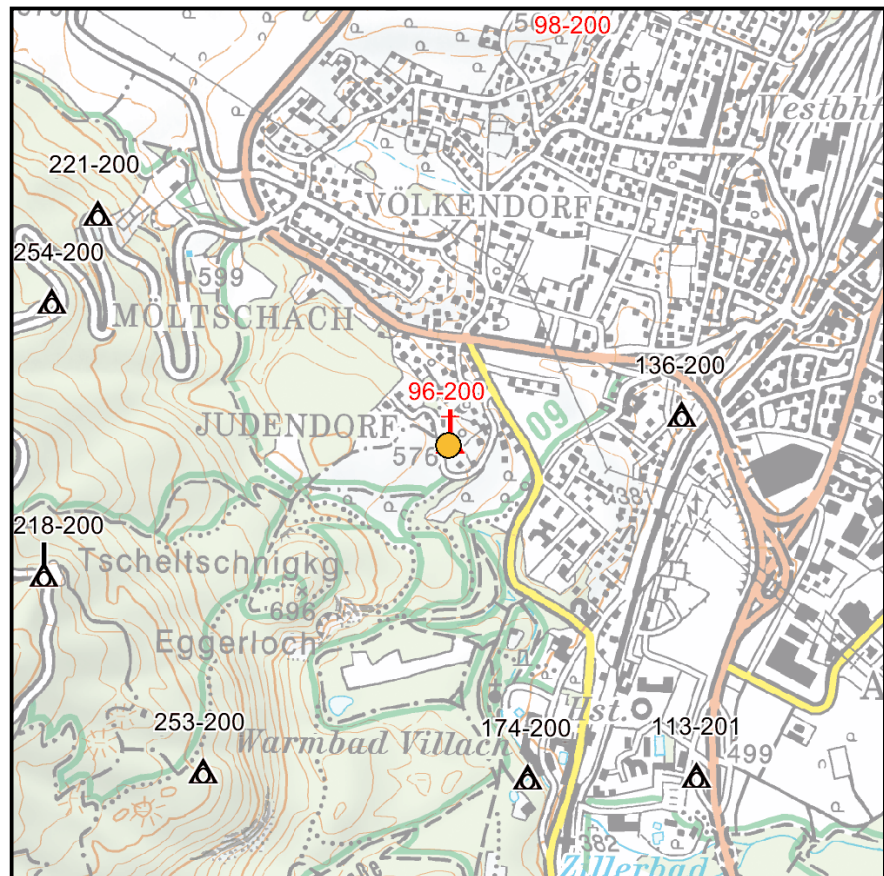 98-200
Westbhf
221-200
VÖLKENDORF
254-200
599
MÖLTSCHACH
136-200
96-200
JUDENDORF
09
576
381
218-200
Tscheltschnigkg.
696
Eggerloch
Hst.
253-200
174-200
113-201
Warmbad Villach
499
A
382
Zillerbad